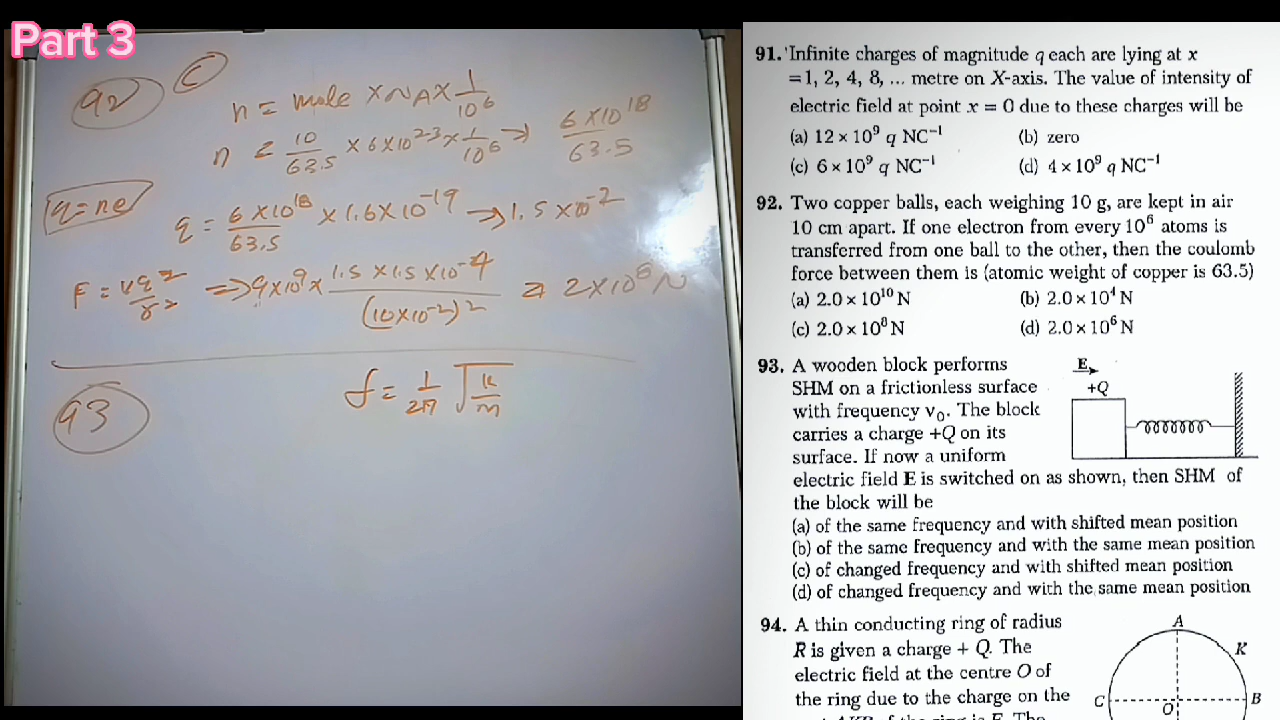 Part 3
92 C
n = mole × NA × 1/10^6
n = 10/63.5 × 6×10^23 × 1/10^6 ⇒ 6×10^18/63.5
q=ne
q = 6×10^18/63.5 × 1.6×10^-19 → 1.5×10^-2
F = kq^2/r^2 ⇒ 9×10^9 × 1.5×1.5×10^-4/(10×10^-2)^2 = 2×10^8 N
93 f = 1/2π √k/m
91. Infinite charges of magnitude q each are lying at x
= 1, 2, 4, 8, ... metre on X-axis. The value of intensity of
electric field at point x = 0 due to these charges will be
(a) 12 × 10^9 q NC^-1 (b) zero
(c) 6 × 10^9 q NC^-1 (d) 4 × 10^9 q NC^-1
92. Two copper balls, each weighing 10 g, are kept in air
10 cm apart. If one electron from every 10^6 atoms is
transferred from one ball to the other, then the coulomb
force between them is (atomic weight of copper is 63.5)
(a) 2.0 × 10^10 N (b) 2.0 × 10^4 N
(c) 2.0 × 10^8 N (d) 2.0 × 10^6 N
93. A wooden block performs
SHM on a frictionless surface
with frequency ν0. The block
carries a charge +Q on its
surface. If now a uniform
electric field E is switched on as shown, then SHM of
the block will be
E
+Q
(a) of the same frequency and with shifted mean position
(b) of the same frequency and with the same mean position
(c) of changed frequency and with shifted mean position
(d) of changed frequency and with the same mean position
94. A thin conducting ring of radius
R is given a charge + Q. The
electric field at the centre O of
the ring due to the charge on the
A
K
C
B
O